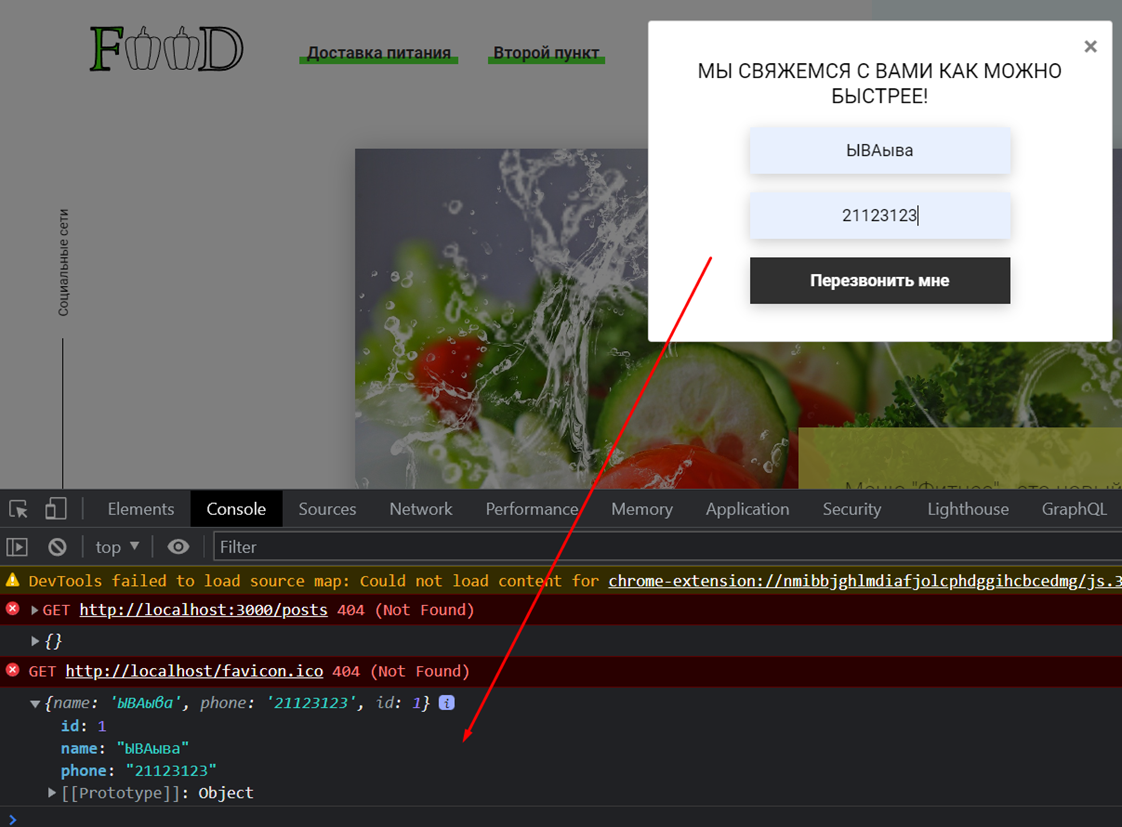 FOOD
Доставка питания
Второй пункт
×
МЫ СВЯЖЕМСЯ С ВАМИ КАК МОЖНО
БЫСТРЕЕ!
ЫВАыва
21123123
Перезвонить мне
Социальные сети
Меню "Фитнес" - это новый
Elements
Console
Sources
Network
Performance
Memory
Application
Security
Lighthouse
GraphQL
top
Filter
DevTools failed to load source map: Could not load content for chrome-extension://nmibbjghlmdiafjolcphdggihcbcedmg/js.3
GET http://localhost:3000/posts 404 (Not Found)
{}
GET http://localhost/favicon.ico 404 (Not Found)
{name: 'ЫВАыва', phone: '21123123', id: 1} i
id: 1
name: "ЫВАыва"
phone: "21123123"
[[Prototype]]: Object